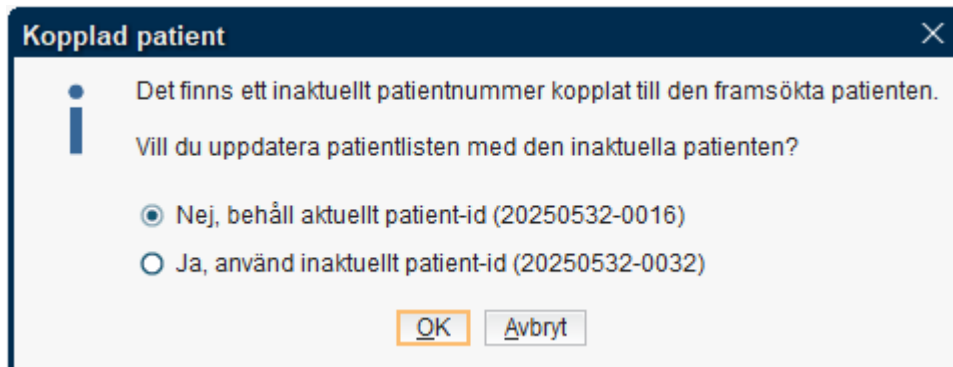 Kopplad patient
Det finns ett inaktuellt patientnummer kopplat till den framsökta patienten.
Vill du uppdatera patientlisten med den inaktuella patienten?
Nej, behåll aktuellt patient-id (20250532-0016)
Ja, använd inaktuellt patient-id (20250532-0032)
OK Avbryt